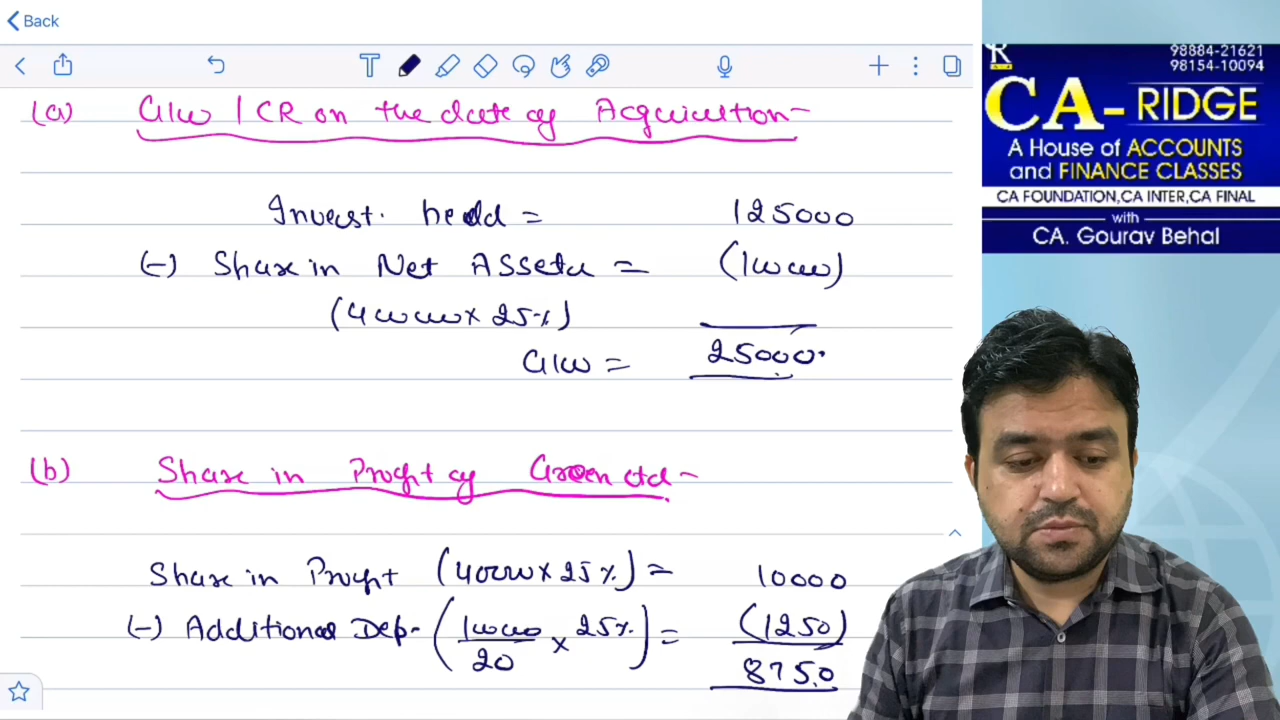 Back
98884-21621
98154-10094
CA- RIDGE
A House of ACCOUNTS
and FINANCE CLASSES
CA FOUNDATION,CA INTER,CA FINAL
with
CA. Gourav Behal
(a) G/W / CR on the date of Acquisition-
Invest. held = 125000
(-) Share in Net Assets = (100000)
(400000 x 25%)
G/W = 25000
(b) Share in Profit of Green Ltd-
Share in Profit (40000 x 25%) = 10000
(-) Additional Dep. (100000/20 x 25%) = (1250)
8750